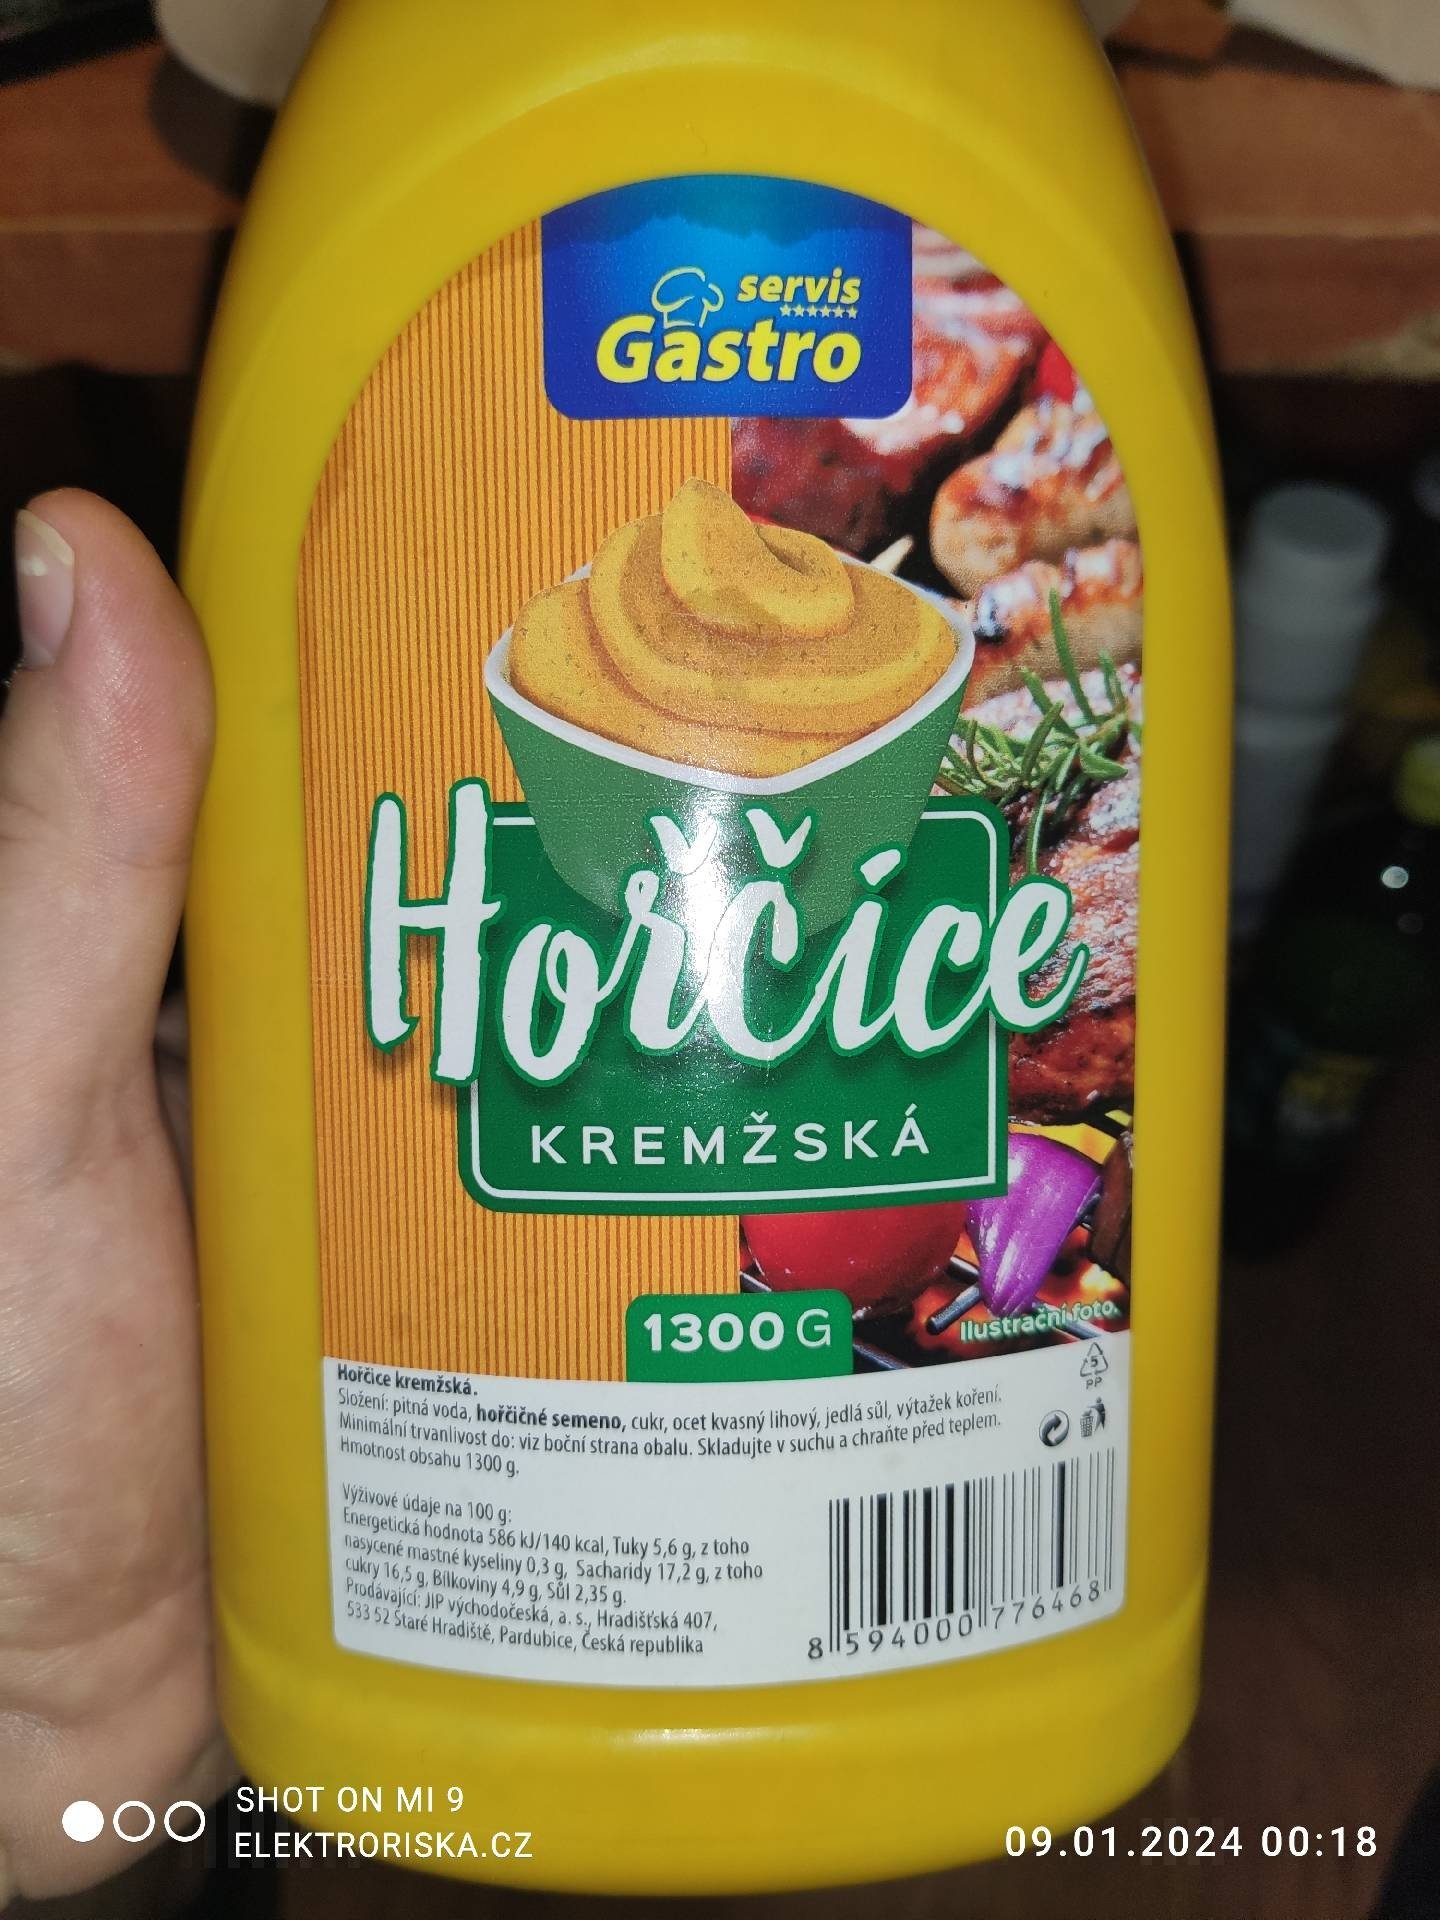 servis
Gastro
Hořčice
KREMŽSKÁ
1300 G
Ilustrační foto.
5
PP
Hořčice kremžská.
Složení: pitná voda, hořčičné semeno, cukr, ocet kvasný lihový, jedlá sůl, výtažek koření.
Minimální trvanlivost do: viz boční strana obalu. Skladujte v suchu a chraňte před teplem.
Hmotnost obsahu 1300 g.
Výživové údaje na 100 g:
Energetická hodnota 586 kJ/140 kcal, Tuky 5,6 g, z toho
nasycené mastné kyseliny 0,3 g, Sacharidy 17,2 g, z toho
cukry 16,5 g, Bílkoviny 4,9 g, Sůl 2,35 g.
Prodávající: JIP východočeská, a. s., Hradišťská 407,
533 52 Staré Hradiště, Pardubice, Česká republika
8 594000 776468
SHOT ON MI 9
ELEKTRORISKA.CZ
09.01.2024 00:18